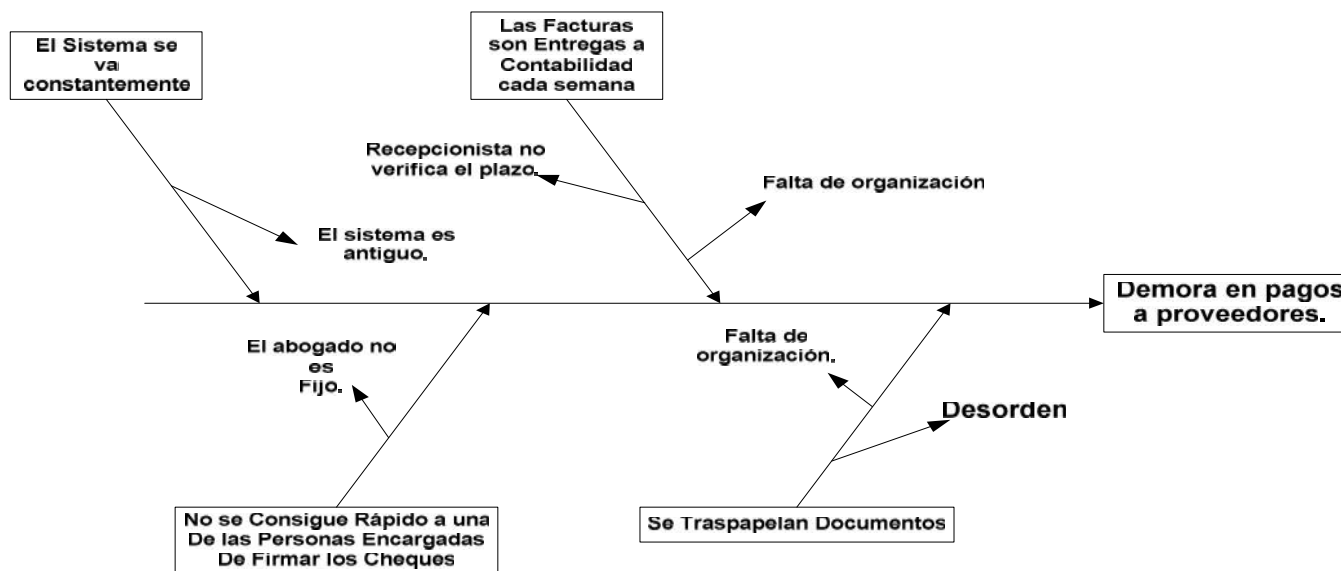 El Sistema se
va
constantemente
Las Facturas
son Entregas a
Contabilidad
cada semana
Recepcionista no
verifica el plazo.
Falta de organización
El sistema es
antiguo.
Demora en pagos
a proveedores.
El abogado no
es
Fijo.
Falta de
organización.
Desorden
No se Consigue Rápido a una
De las Personas Encargadas
De Firmar los Cheques
Se Traspapelan Documentos